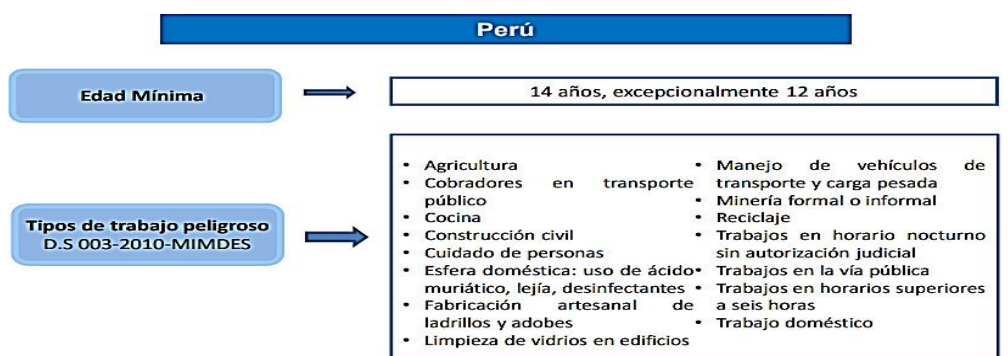 Perú
Edad Mínima
14 años, excepcionalmente 12 años
Tipos de trabajo peligroso
D.S 003-2010-MIMDES
• Agricultura
• Cobradores en transporte
público
• Cocina
• Construcción civil
• Cuidado de personas
• Esfera doméstica: uso de ácido
muriático, lejía, desinfectantes
• Fabricación artesanal de
ladrillos y adobes
• Limpieza de vidrios en edificios
• Manejo de vehículos de
transporte y carga pesada
• Minería formal o informal
• Reciclaje
• Trabajos en horario nocturno
sin autorización judicial
• Trabajos en la vía pública
• Trabajos en horarios superiores
a seis horas
• Trabajo doméstico